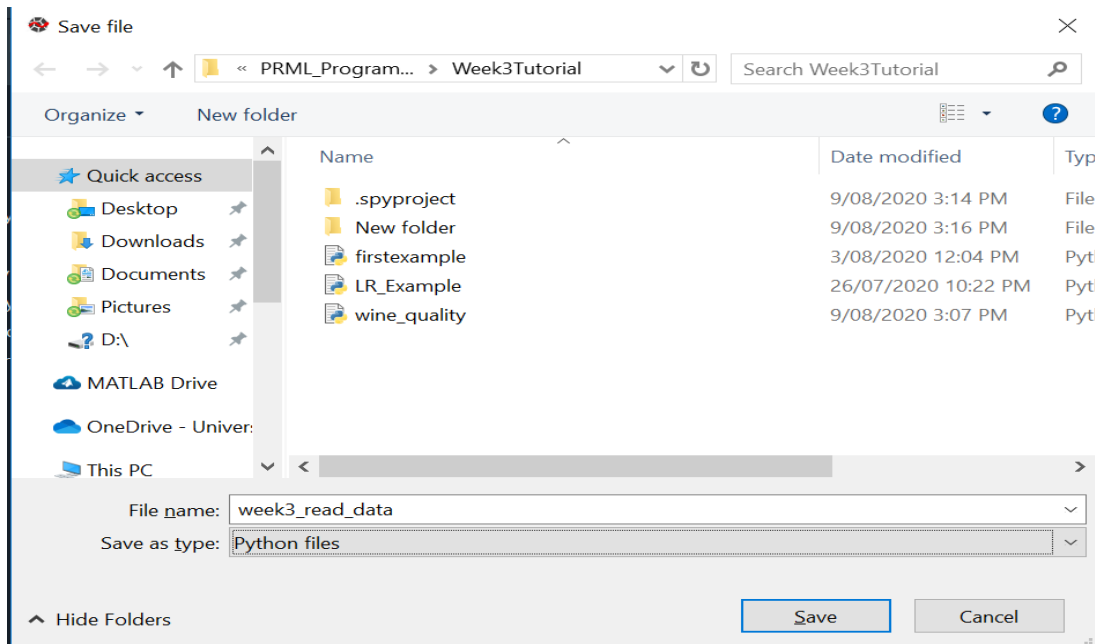 Save file
« PRML_Program... > Week3Tutorial
Search Week3Tutorial
Organize
New folder
Name
Date modified
Typ
Quick access
Desktop
Downloads
Documents
Pictures
D:\
MATLAB Drive
OneDrive - Univer
This PC
.spyproject
9/08/2020 3:14 PM
File
New folder
9/08/2020 3:16 PM
File
firstexample
3/08/2020 12:04 PM
Pyt
LR_Example
26/07/2020 10:22 PM
Pyt
wine_quality
9/08/2020 3:07 PM
Pyt
File name: week3_read_data
Save as type: Python files
Hide Folders
Save
Cancel